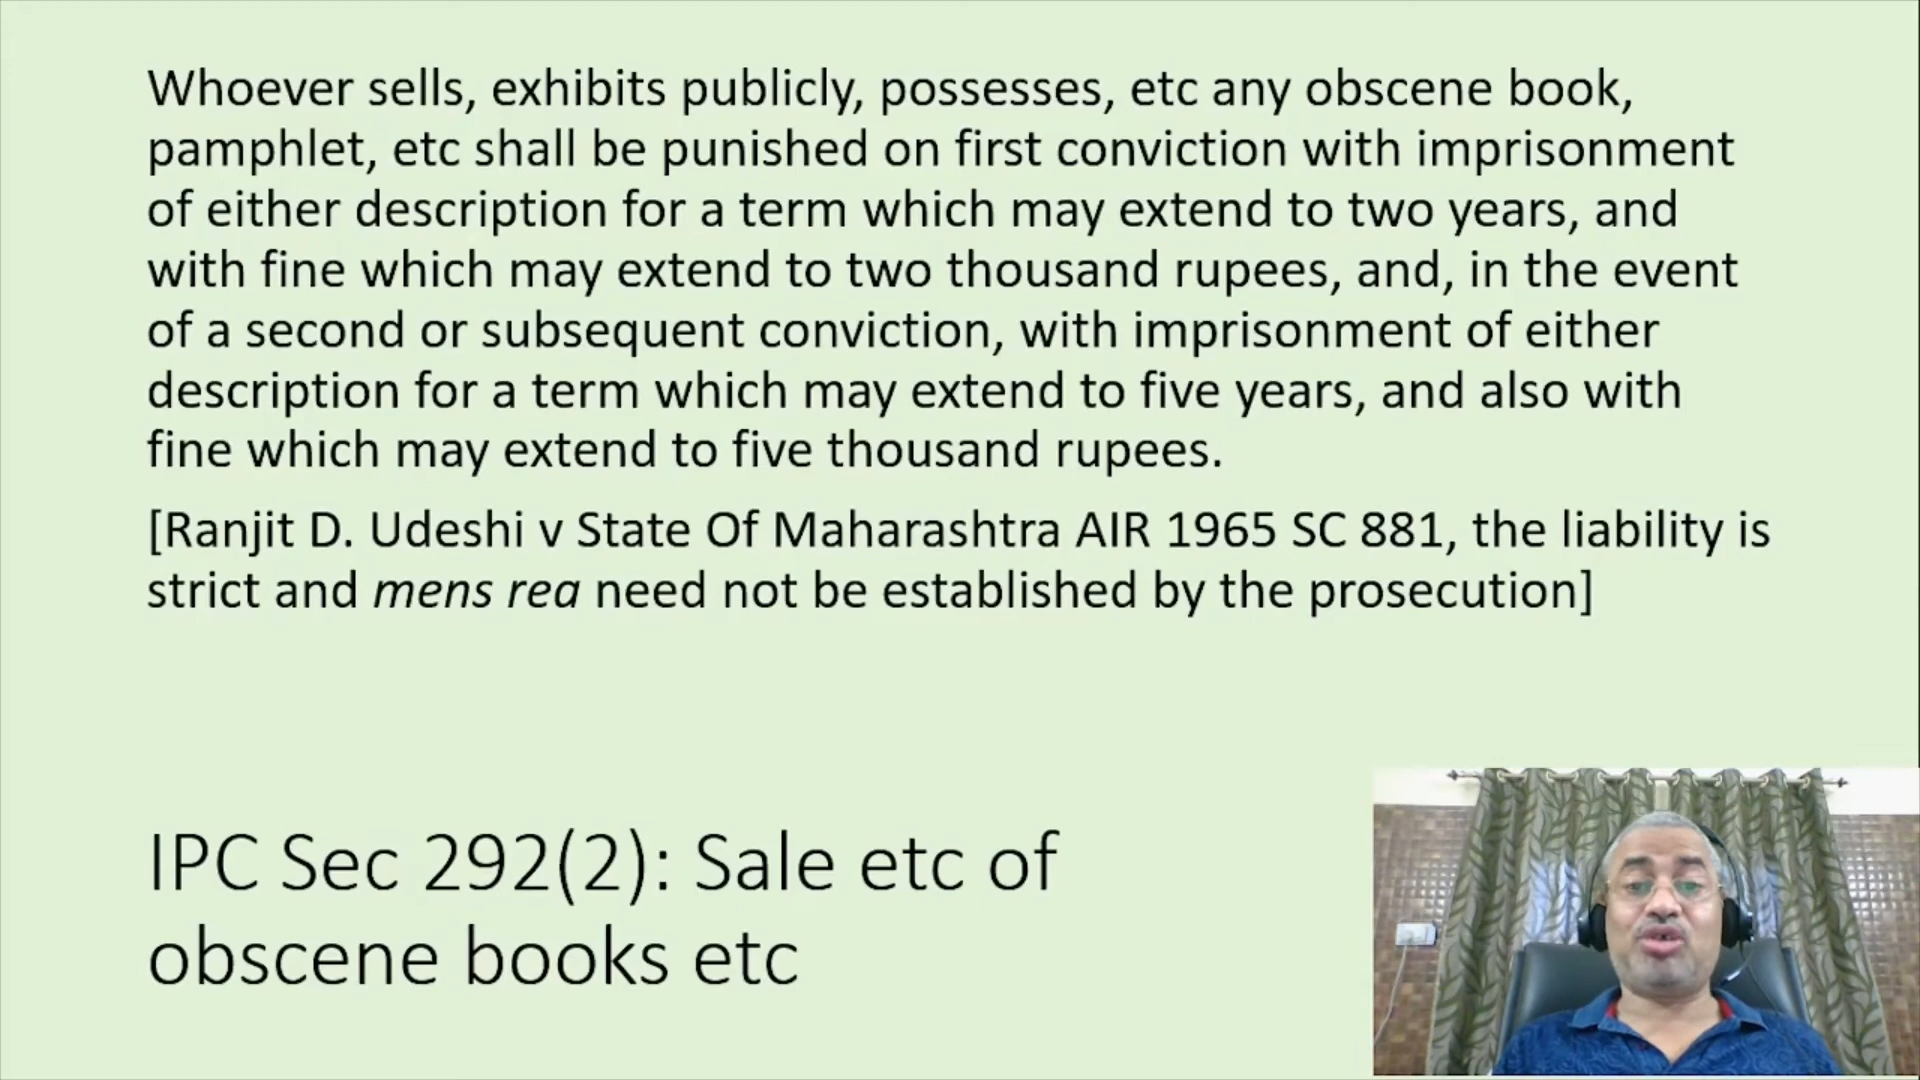 Whoever sells, exhibits publicly, possesses, etc any obscene book,
pamphlet, etc shall be punished on first conviction with imprisonment
of either description for a term which may extend to two years, and
with fine which may extend to two thousand rupees, and, in the event
of a second or subsequent conviction, with imprisonment of either
description for a term which may extend to five years, and also with
fine which may extend to five thousand rupees.
[Ranjit D. Udeshi v State Of Maharashtra AIR 1965 SC 881, the liability is
strict and mens rea need not be established by the prosecution]
IPC Sec 292(2): Sale etc of
obscene books etc